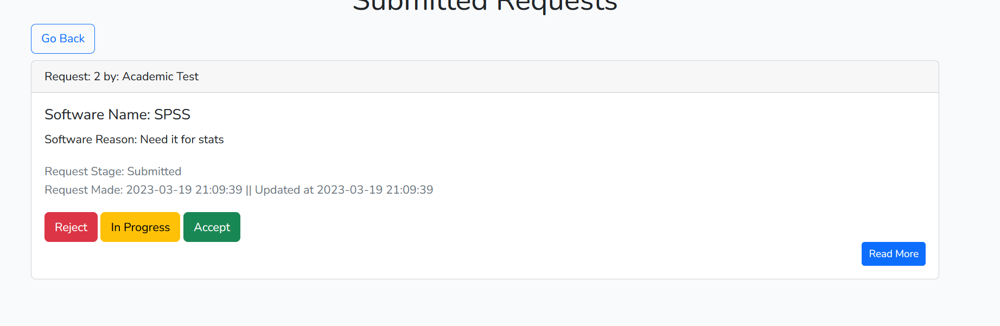 Submitted Requests
Go Back
Request: 2 by: Academic Test
Software Name: SPSS
Software Reason: Need it for stats
Request Stage: Submitted
Request Made: 2023-03-19 21:09:39 || Updated at 2023-03-19 21:09:39
Reject In Progress Accept
Read More